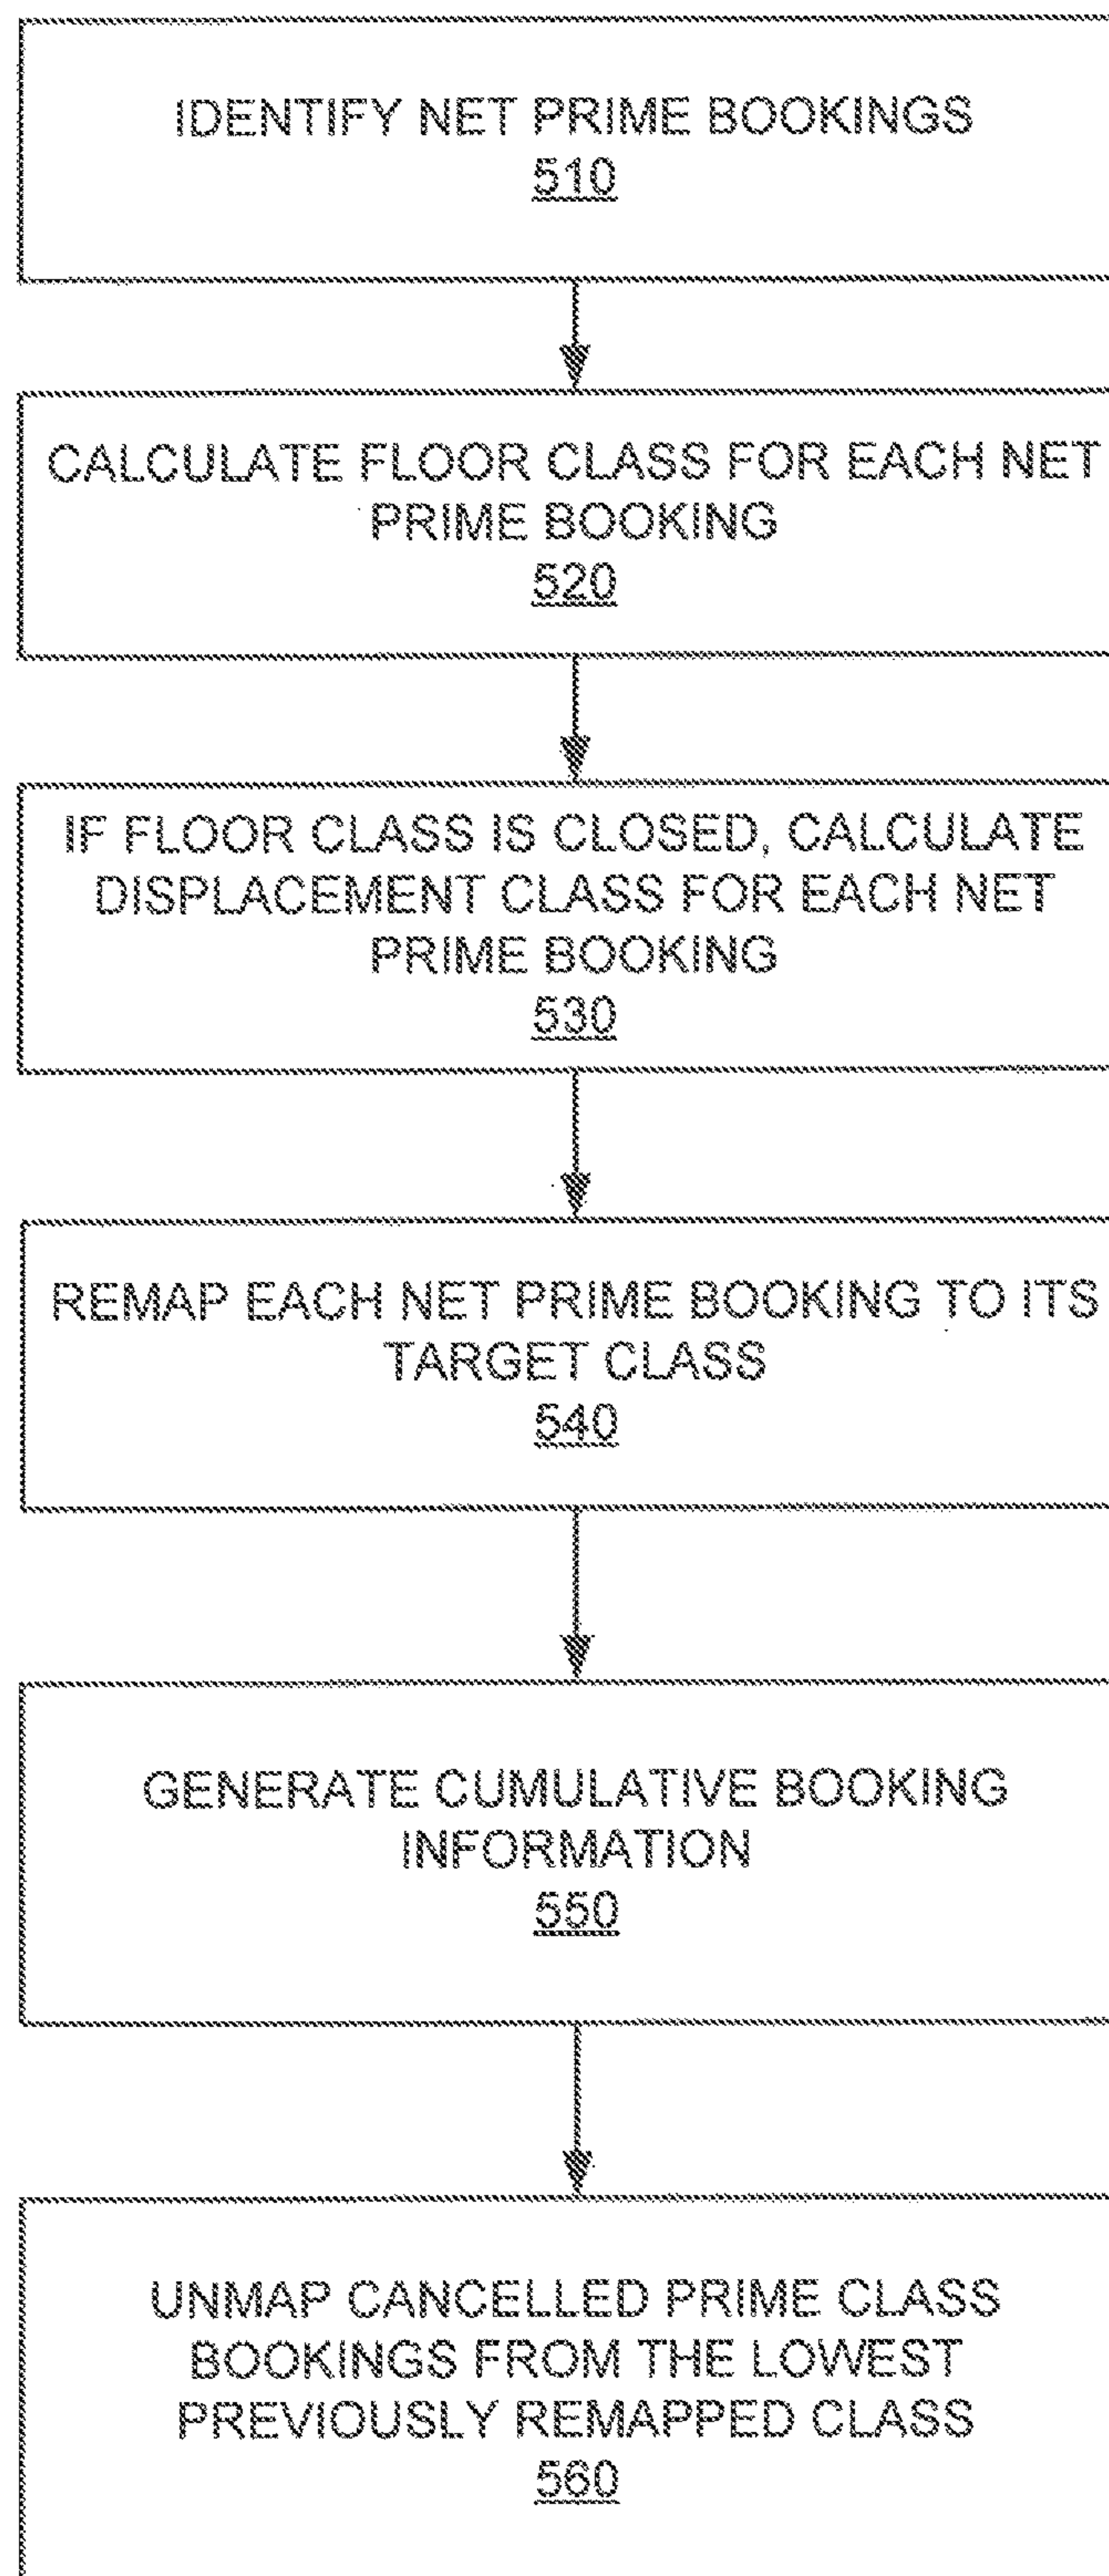 IDENTIFY NET PRIME BOOKINGS
510
CALCULATE FLOOR CLASS FOR EACH NET
PRIME BOOKING
520
IF FLOOR CLASS IS CLOSED, CALCULATE
DISPLACEMENT CLASS FOR EACH NET
PRIME BOOKING
530
REMAP EACH NET PRIME BOOKING TO ITS
TARGET CLASS
540
GENERATE CUMULATIVE BOOKING
INFORMATION
550
UNMAP CANCELLED PRIME CLASS
BOOKINGS FROM THE LOWEST
PREVIOUSLY REMAPPED CLASS
560